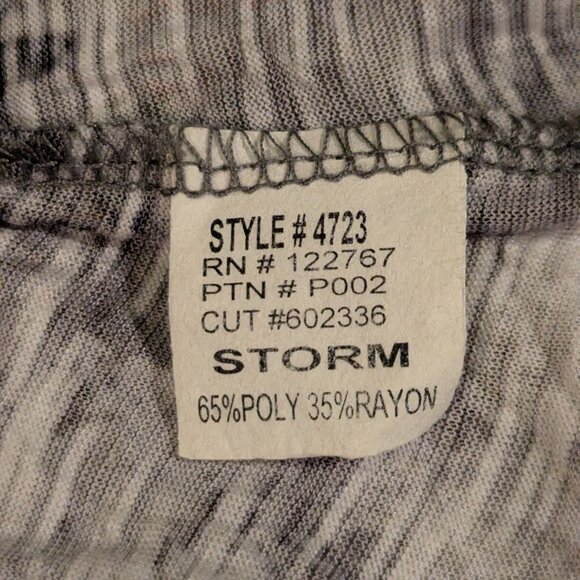 STYLE # 4723
RN # 122767
PTN # P002
CUT #602336
STORM
65%POLY 35%RAYON